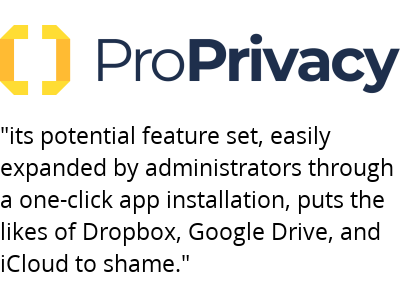 ProPrivacy
"its potential feature set, easily
expanded by administrators through
a one-click app installation, puts the
likes of Dropbox, Google Drive, and
iCloud to shame."